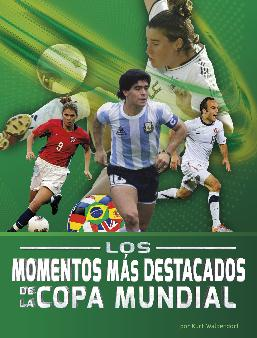 LOS
MOMENTOS MÁS DESTACADOS
DE LA COPA MUNDIAL
por Kurt Waldendorf